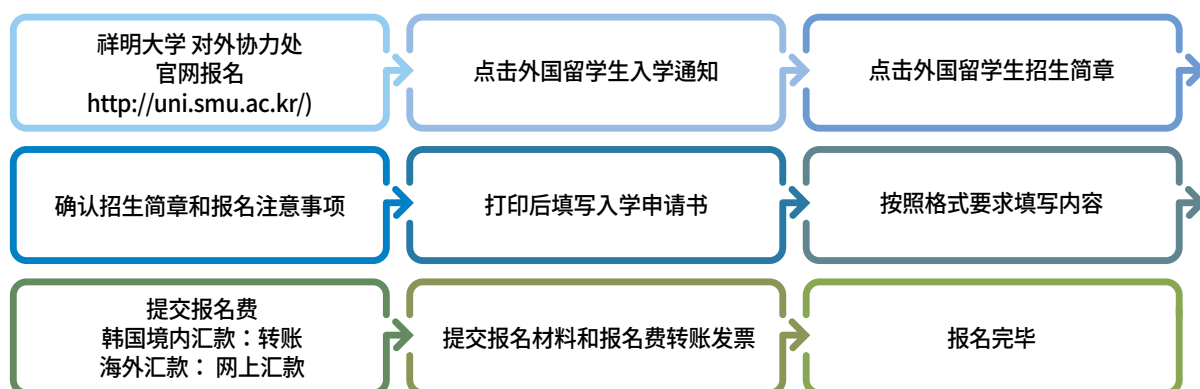 祥明大学 对外协力处
官网报名
http://uni.smu.ac.kr/)
点击外国留学生入学通知
点击外国留学生招生简章
确认招生简章和报名注意事项
打印后填写入学申请书
按照格式要求填写内容
提交报名费
韩国境内汇款：转账
海外汇款： 网上汇款
提交报名材料和报名费转账发票
报名完毕